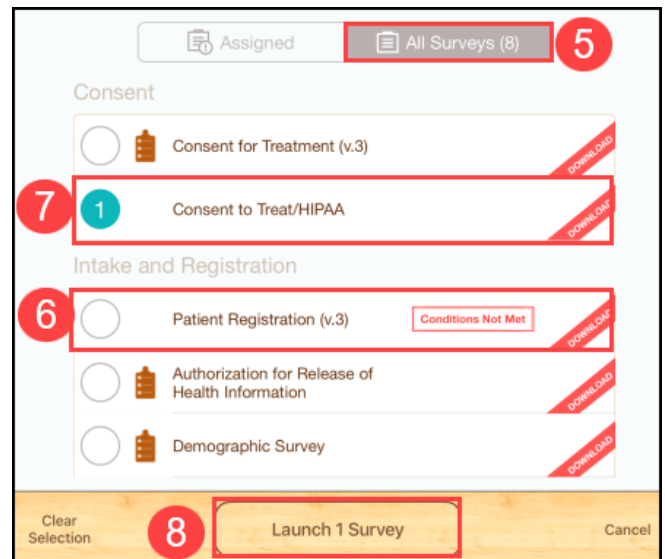 Assigned
All Surveys (8)
5
Consent
Consent for Treatment (v.3)
DOWNLOAD
7
1
Consent to Treat/HIPAA
DOWNLOAD
Intake and Registration
6
Patient Registration (v.3)
Conditions Not Met
DOWNLOAD
Authorization for Release of
Health Information
DOWNLOAD
Demographic Survey
DOWNLOAD
Clear
Selection
8
Launch 1 Survey
Cancel